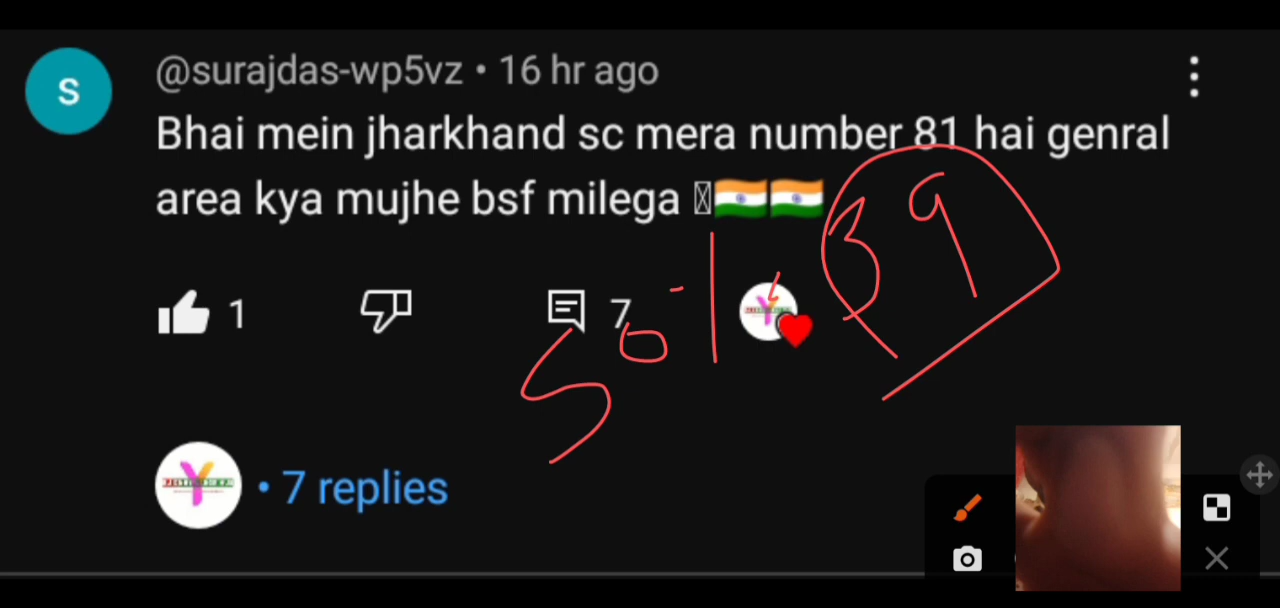 S
@surajdas-wp5vz • 16 hr ago
Bhai mein jharkhand sc mera number 81 hai genral
area kya mujhe bsf milega
39
1
7
50-1
Y
• 7 replies